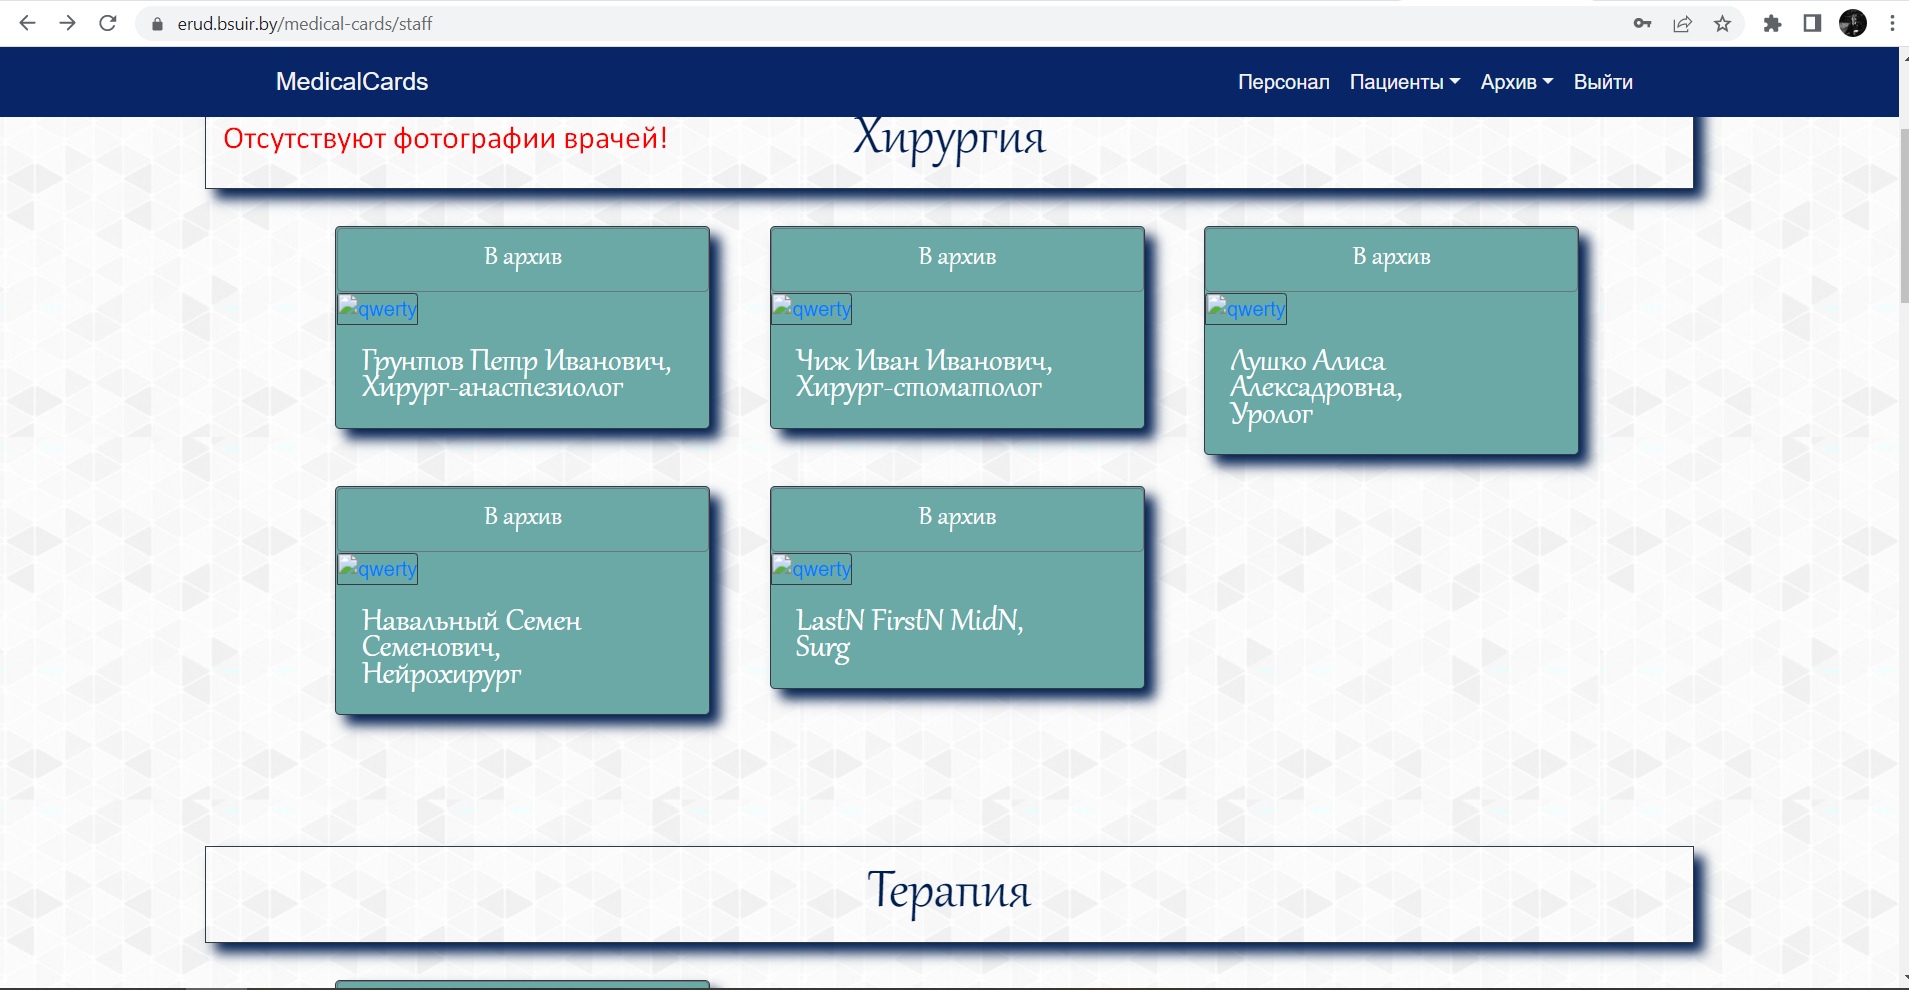 erud.bsuir.by/medical-cards/staff
MedicalCards
Персонал Пациенты Архив Выйти
Отсутствуют фотографии врачей!
Хирургия
В архив
qwerty
Грунтов Петр Иванович,
Хирург-анастезиолог
В архив
qwerty
Чиж Иван Иванович,
Хирург-стоматолог
В архив
qwerty
Лушко Алиса
Алексадровна,
Уролог
В архив
qwerty
Навальный Семен
Семенович,
Нейрохирург
В архив
qwerty
LastN FirstN MidN,
Surg
Терапия